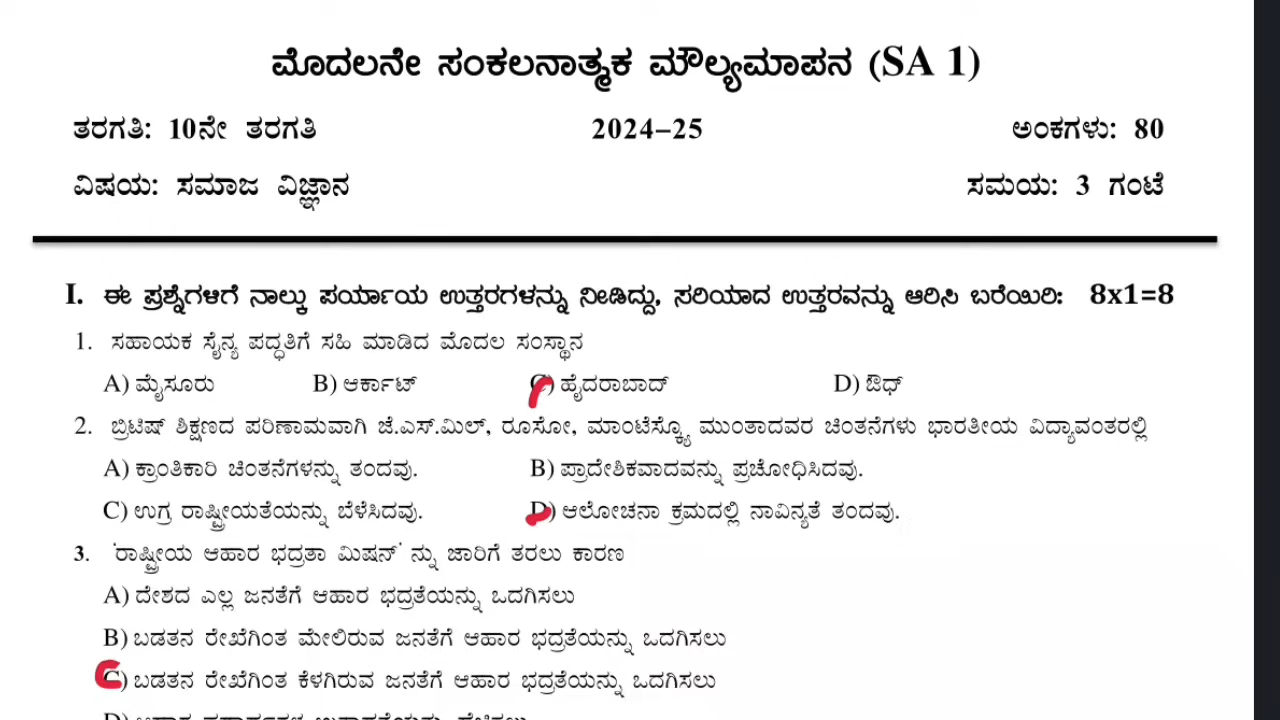 ಮೊದಲನೇ ಸಂಕಲನಾತ್ಮಕ ಮೌಲ್ಯಮಾಪನ (SA 1)
ತರಗತಿ: 10ನೇ ತರಗತಿ 2024–25 ಅಂಕಗಳು: 80
ವಿಷಯ: ಸಮಾಜ ವಿಜ್ಞಾನ ಸಮಯ: 3 ಗಂಟೆ
I. ಈ ಪ್ರಶ್ನೆಗಳಿಗೆ ನಾಲ್ಕು ಪರ್ಯಾಯ ಉತ್ತರಗಳನ್ನು ನೀಡಿದ್ದು, ಸರಿಯಾದ ಉತ್ತರವನ್ನು ಆರಿಸಿ ಬರೆಯಿರಿ: 8x1=8
1. ಸಹಾಯಕ ಸೈನ್ಯ ಪದ್ಧತಿಗೆ ಸಹಿ ಮಾಡಿದ ಮೊದಲ ಸಂಸ್ಥಾನ
A) ಮೈಸೂರು B) ಆರ್ಕಾಟ್ C) ಹೈದರಾಬಾದ್ D) ಔಧ್
2. ಬ್ರಿಟಿಷ್ ಶಿಕ್ಷಣದ ಪರಿಣಾಮವಾಗಿ ಜೆ.ಎಸ್.ಮಿಲ್, ರೂಸೋ, ಮಾಂಟೆಸ್ಕ್ಯೊ ಮುಂತಾದವರ ಚಿಂತನೆಗಳು ಭಾರತೀಯ ವಿದ್ಯಾವಂತರಲ್ಲಿ
A) ಕ್ರಾಂತಿಕಾರಿ ಚಿಂತನೆಗಳನ್ನು ತಂದವು. B) ಪ್ರಾದೇಶಿಕವಾದವನ್ನು ಪ್ರಚೋಧಿಸಿದವು.
C) ಉಗ್ರ ರಾಷ್ಟ್ರೀಯತೆಯನ್ನು ಬೆಳೆಸಿದವು. D) ಆಲೋಚನಾ ಕ್ರಮದಲ್ಲಿ ನಾವಿನ್ಯತೆ ತಂದವು.
3. 'ರಾಷ್ಟ್ರೀಯ ಆಹಾರ ಭದ್ರತಾ ಮಿಷನ್' ನ್ನು ಜಾರಿಗೆ ತರಲು ಕಾರಣ
A) ದೇಶದ ಎಲ್ಲ ಜನತೆಗೆ ಆಹಾರ ಭದ್ರತೆಯನ್ನು ಒದಗಿಸಲು
B) ಬಡತನ ರೇಖೆಗಿಂತ ಮೇಲಿರುವ ಜನತೆಗೆ ಆಹಾರ ಭದ್ರತೆಯನ್ನು ಒದಗಿಸಲು
C) ಬಡತನ ರೇಖೆಗಿಂತ ಕೆಳಗಿರುವ ಜನತೆಗೆ ಆಹಾರ ಭದ್ರತೆಯನ್ನು ಒದಗಿಸಲು